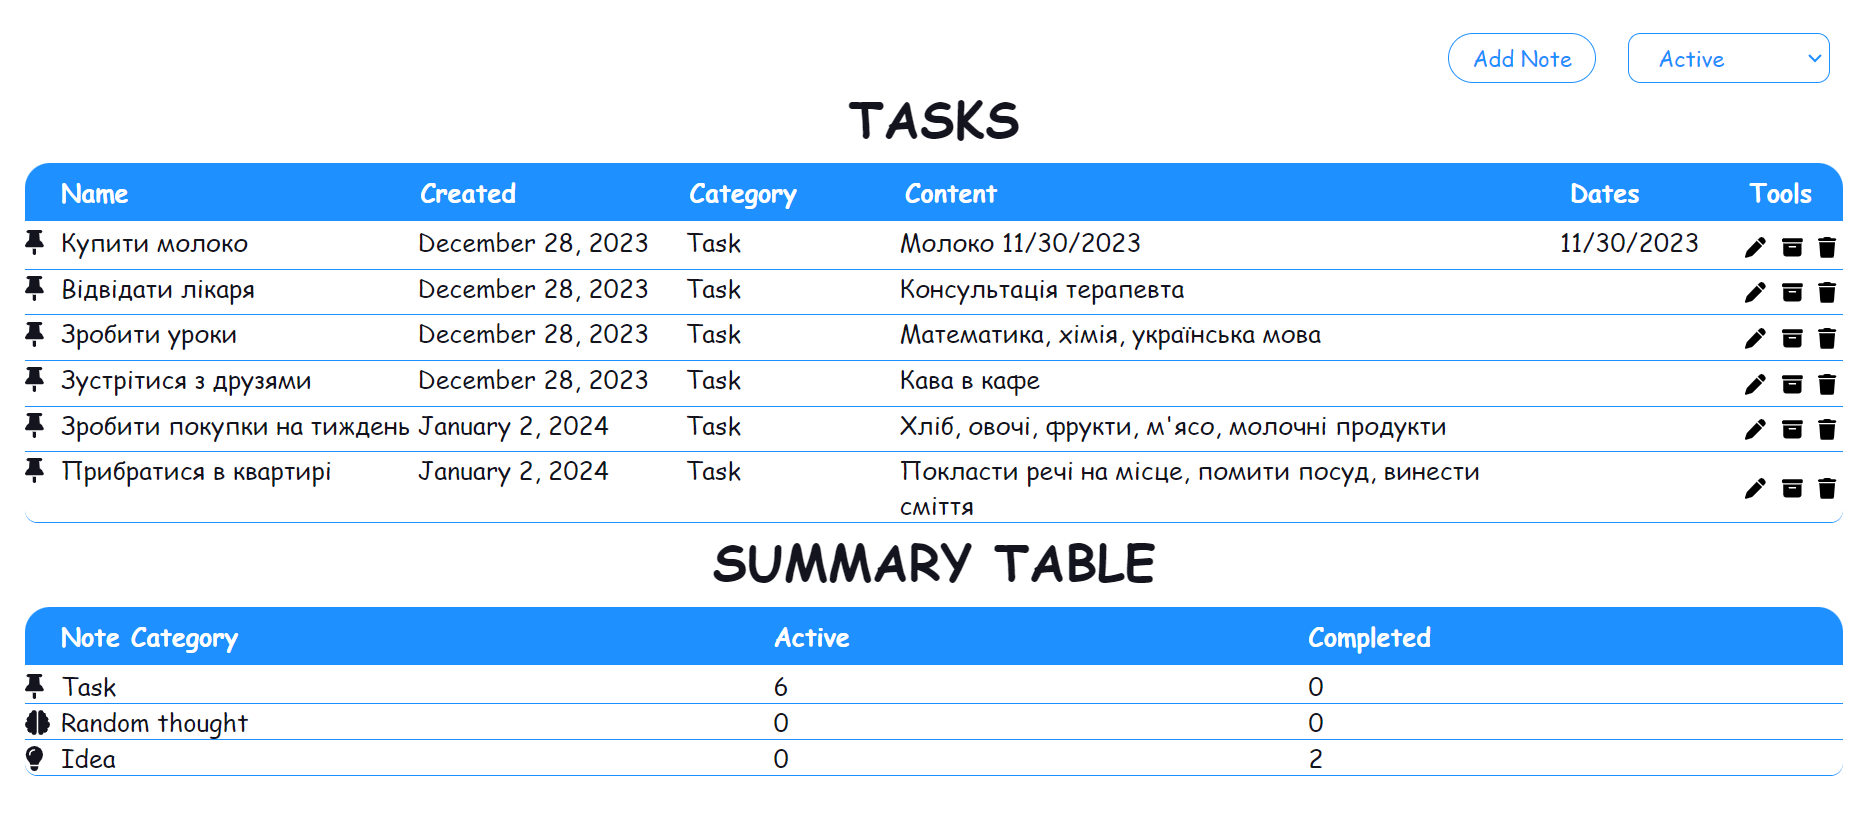 Add Note Active
TASKS
Name Created Category Content Dates Tools
Купити молоко December 28, 2023 Task Молоко 11/30/2023 11/30/2023
Відвідати лікаря December 28, 2023 Task Консультація терапевта
Зробити уроки December 28, 2023 Task Математика, хімія, українська мова
Зустрітися з друзями December 28, 2023 Task Кава в кафе
Зробити покупки на тиждень January 2, 2024 Task Хліб, овочі, фрукти, м'ясо, молочні продукти
Прибратися в квартирі January 2, 2024 Task Покласти речі на місце, помити посуд, винести
сміття
SUMMARY TABLE
Note Category Active Completed
Task 6 0
Random thought 0 0
Idea 0 2